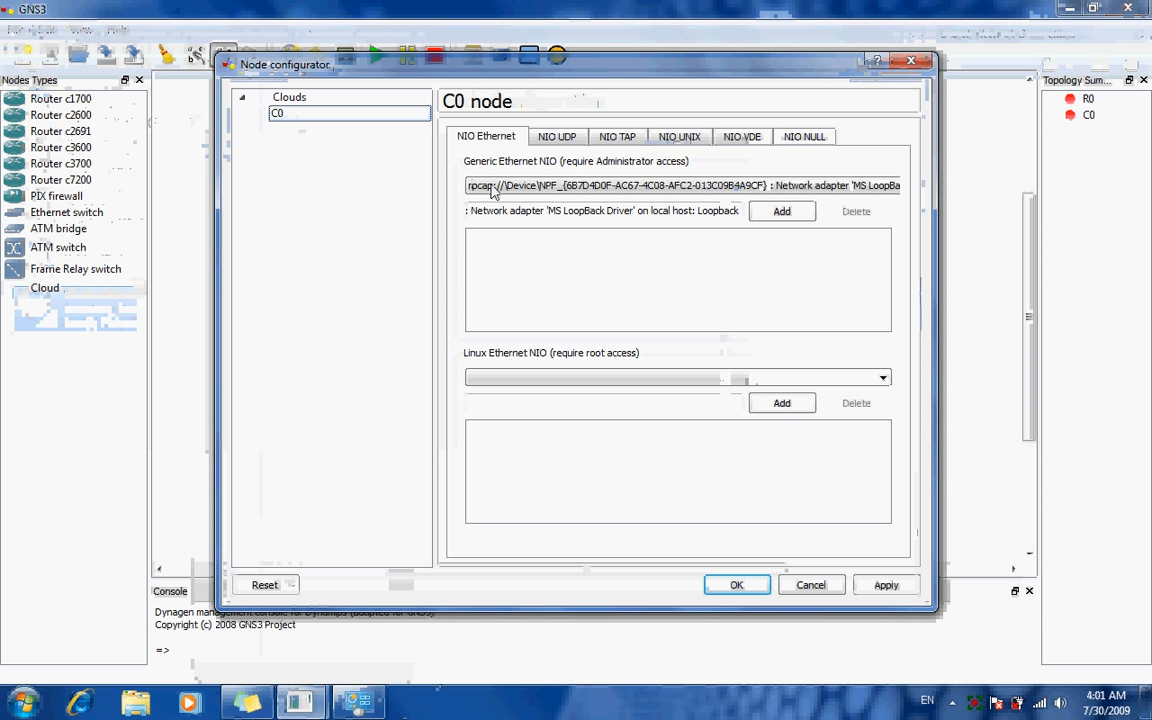 GNS3
Node configurator
Nodes Types
Router c1700
Router c2600
Router c2691
Router c3600
Router c3700
Router c7200
PIX firewall
Ethernet switch
ATM bridge
ATM switch
Frame Relay switch
Cloud
Clouds
C0
C0 node
NIO Ethernet
NIO UDP
NIO TAP
NIO UNIX
NIO VDE
NIO NULL
Generic Ethernet NIO (require Administrator access)
rpcap://\Device\NPF_{6B7D4D0F-AC67-4C08-AFC2-013C09B4A9CF} : Network adapter 'MS LoopBa
: Network adapter 'MS LoopBack Driver' on local host: Loopback
Add
Delete
Linux Ethernet NIO (require root access)
Add
Delete
Reset
OK
Cancel
Apply
Topology Sum...
R0
C0
Console
Dynagen management console for Dynamips (adapted for GNS3).
Copyright (c) 2008 GNS3 Project
=>
EN
4:01 AM
7/30/2009